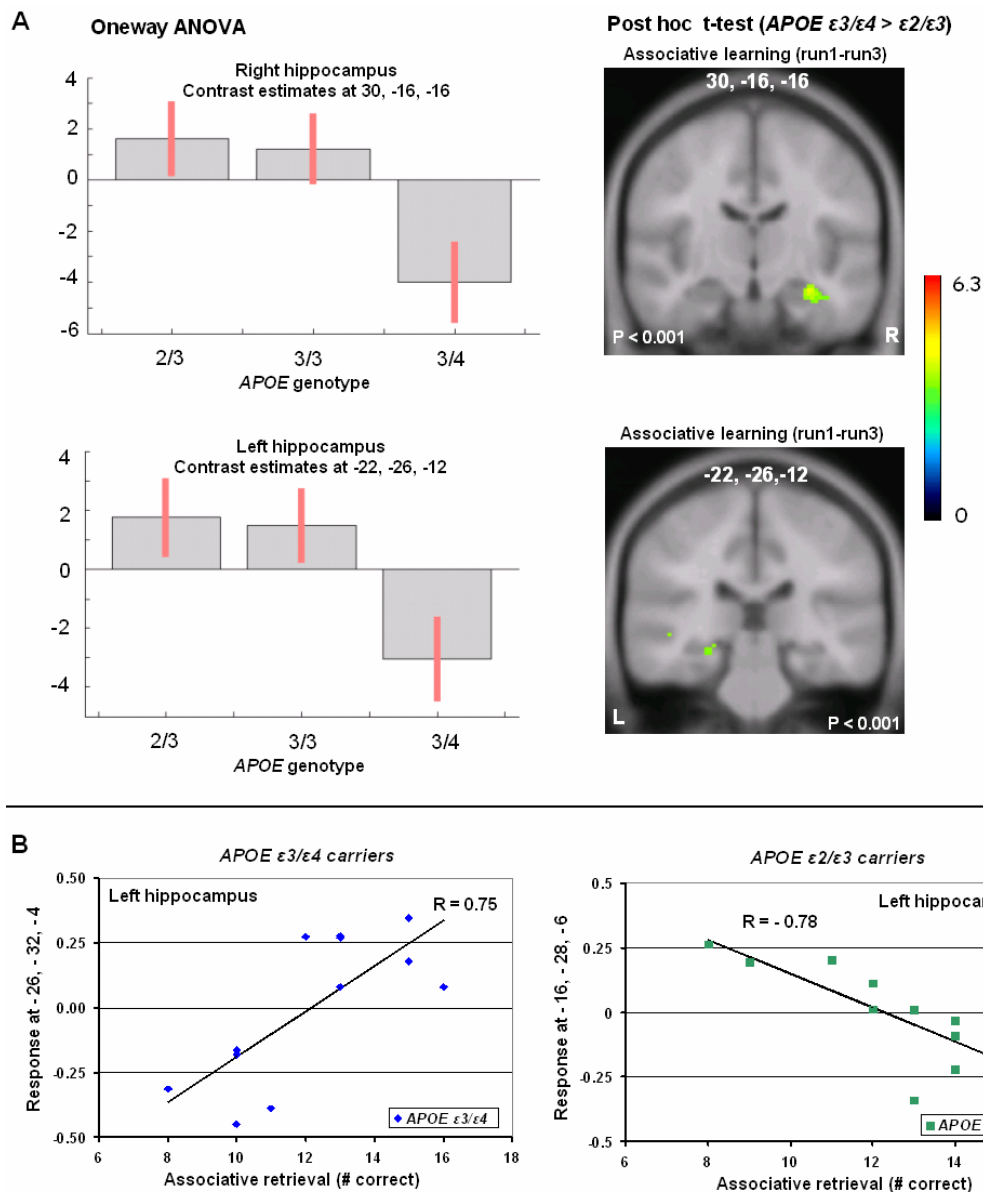 A
Oneway ANOVA
Post hoc t-test (APOE ε3/ε4 > ε2/ε3)
Right hippocampus
Contrast estimates at 30, -16, -16
4
2
0
-2
-4
-6
2/3
3/3
3/4
APOE genotype
Associative learning (run1-run3)
30, -16, -16
P < 0.001
R
6.3
0
Left hippocampus
Contrast estimates at -22, -26, -12
4
2
0
-2
-4
2/3
3/3
3/4
APOE genotype
Associative learning (run1-run3)
-22, -26,-12
L
P < 0.001
B
APOE ε3/ε4 carriers
Left hippocampus
R = 0.75
Response at - 26, - 32, - 4
0.50
0.25
0.00
-0.25
-0.50
APOE ε3/ε4
6
8
10
12
14
16
18
Associative retrieval (# correct)
APOE ε2/ε3 carriers
Left hippocar
R = - 0.78
Response at - 16, - 28, - 6
0.5
0.25
0
-0.25
-0.5
APOE
6
8
10
12
14
Associative retrieval (# correct)